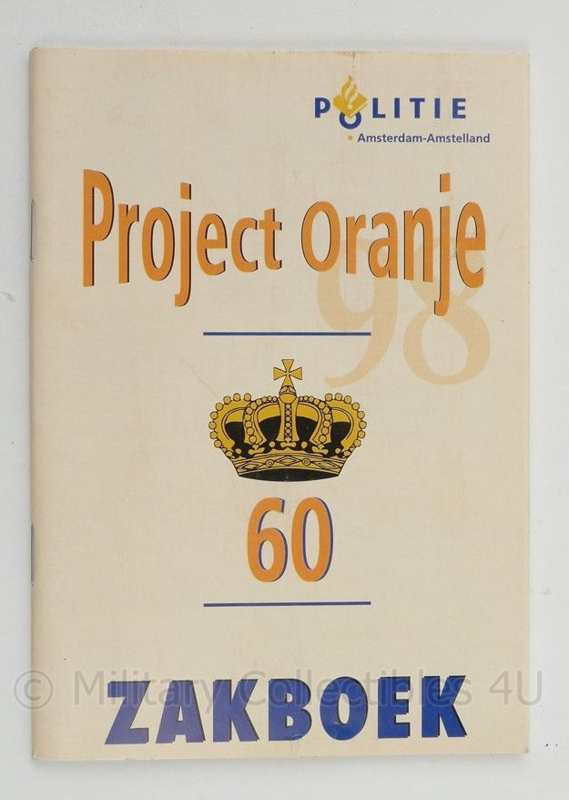 POLITIE
Amsterdam-Amstelland
Project Oranje
98
60
ZAKBOEK
© Military Collectibles 4U